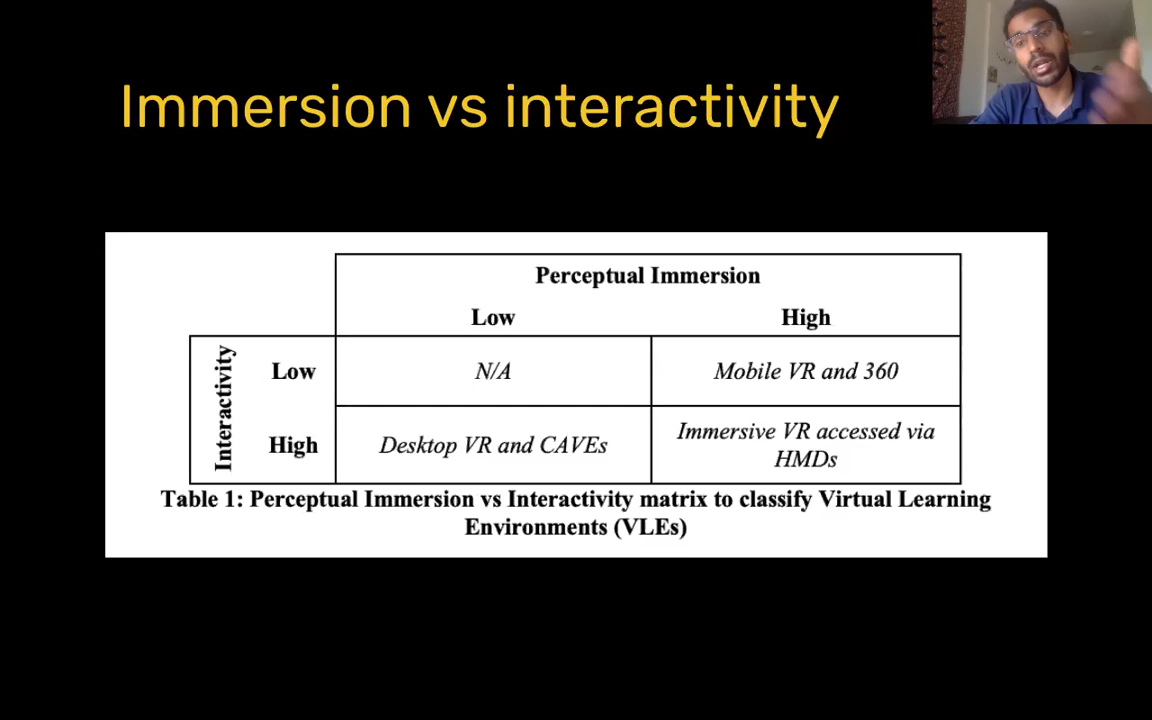 Immersion vs interactivity
Perceptual Immersion
Low
High
Interactivity
Low
N/A
Mobile VR and 360
High
Desktop VR and CAVEs
Immersive VR accessed via
HMDs
Table 1: Perceptual Immersion vs Interactivity matrix to classify Virtual Learning
Environments (VLEs)